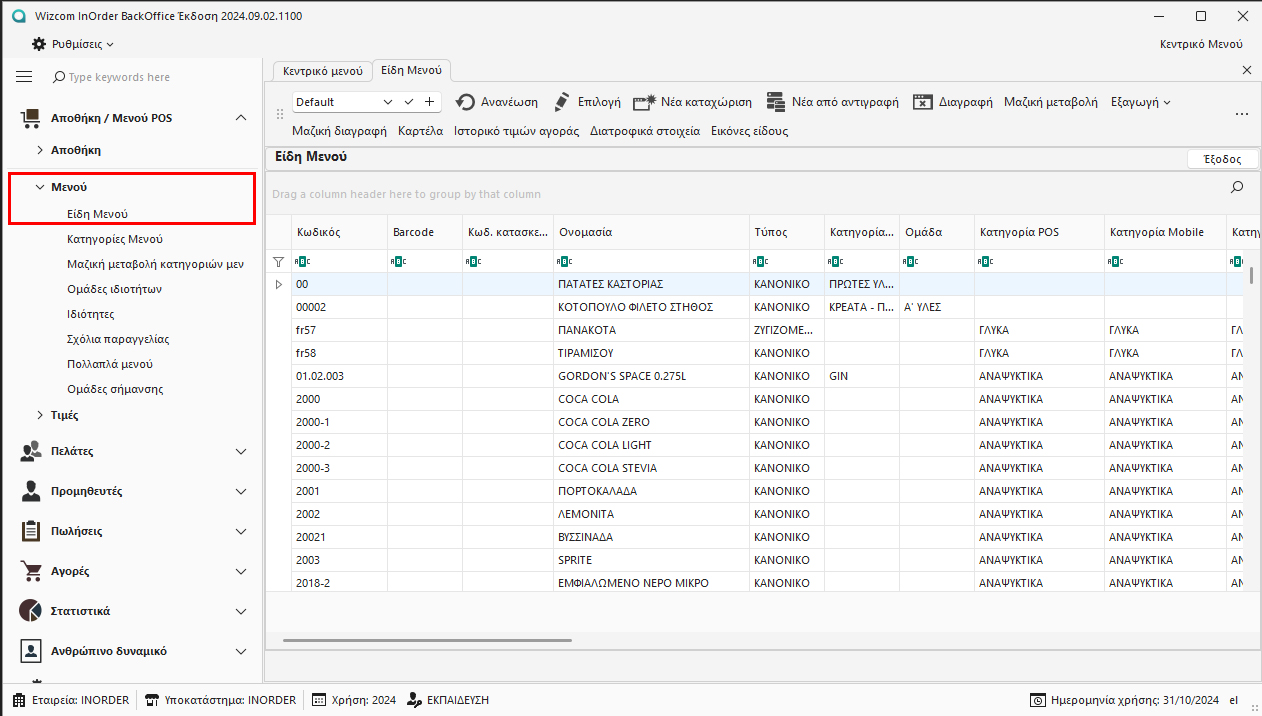 Wizcom InOrder BackOffice Έκδοση 2024.09.02.1100
Ρυθμίσεις
Κεντρικό Μενού
Type keywords here
Αποθήκη / Μενού POS
Αποθήκη
Μενού
Είδη Μενού
Κατηγορίες Μενού
Μαζική μεταβολή κατηγοριών μεν
Ομάδες ιδιοτήτων
Ιδιότητες
Σχόλια παραγγελίας
Πολλαπλά μενού
Ομάδες σήμανσης
Τιμές
Πελάτες
Προμηθευτές
Πωλήσεις
Αγορές
Στατιστικά
Ανθρώπινο δυναμικό
Κεντρικό μενού Είδη Μενού
Default Ανανέωση Επιλογή Νέα καταχώριση Νέα από αντιγραφή Διαγραφή Μαζική μεταβολή Εξαγωγή
Μαζική διαγραφή Καρτέλα Ιστορικό τιμών αγοράς Διατροφικά στοιχεία Εικόνες είδους
Είδη Μενού Έξοδος
Drag a column header here to group by that column
Κωδικός Barcode Κωδ. κατασκε... Ονομασία Τύπος Κατηγορία... Ομάδα Κατηγορία POS Κατηγορία Mobile Κατη
00 ΠΑΤΑΤΕΣ ΚΑΣΤΟΡΙΑΣ ΚΑΝΟΝΙΚΟ ΠΡΩΤΕΣ ΥΛ...
00002 ΚΟΤΟΠΟΥΛΟ ΦΙΛΕΤΟ ΣΤΗΘΟΣ ΚΑΝΟΝΙΚΟ ΚΡΕΑΤΑ - Π... Α' ΥΛΕΣ
fr57 ΠΑΝΑΚΟΤΑ ΖΥΓΙΖΟΜΕ... ΓΛΥΚΑ ΓΛΥΚΑ ΓΛ
fr58 ΤΙΡΑΜΙΣΟΥ ΚΑΝΟΝΙΚΟ ΓΛΥΚΑ ΓΛΥΚΑ ΓΛ
01.02.003 GORDON'S SPACE 0.275L ΚΑΝΟΝΙΚΟ GIN ΑΝΑΨΥΚΤΙΚΑ ΑΝΑΨΥΚΤΙΚΑ ΑΝ
2000 COCA COLA ΚΑΝΟΝΙΚΟ ΑΝΑΨΥΚΤΙΚΑ ΑΝΑΨΥΚΤΙΚΑ ΑΝ
2000-1 COCA COLA ZERO ΚΑΝΟΝΙΚΟ ΑΝΑΨΥΚΤΙΚΑ ΑΝΑΨΥΚΤΙΚΑ ΑΝ
2000-2 COCA COLA LIGHT ΚΑΝΟΝΙΚΟ ΑΝΑΨΥΚΤΙΚΑ ΑΝΑΨΥΚΤΙΚΑ ΑΝ
2000-3 COCA COLA STEVIA ΚΑΝΟΝΙΚΟ ΑΝΑΨΥΚΤΙΚΑ ΑΝΑΨΥΚΤΙΚΑ ΑΝ
2001 ΠΟΡΤΟΚΑΛΑΔΑ ΚΑΝΟΝΙΚΟ ΑΝΑΨΥΚΤΙΚΑ ΑΝΑΨΥΚΤΙΚΑ ΑΝ
2002 ΛΕΜΟΝΙΤΑ ΚΑΝΟΝΙΚΟ ΑΝΑΨΥΚΤΙΚΑ ΑΝΑΨΥΚΤΙΚΑ ΑΝ
20021 ΒΥΣΣΙΝΑΔΑ ΚΑΝΟΝΙΚΟ ΑΝΑΨΥΚΤΙΚΑ ΑΝΑΨΥΚΤΙΚΑ ΑΝ
2003 SPRITE ΚΑΝΟΝΙΚΟ ΑΝΑΨΥΚΤΙΚΑ ΑΝΑΨΥΚΤΙΚΑ ΑΝ
2018-2 ΕΜΦΙΑΛΩΜΕΝΟ ΝΕΡΟ ΜΙΚΡΟ ΚΑΝΟΝΙΚΟ ΑΝΑΨΥΚΤΙΚΑ ΑΝΑΨΥΚΤΙΚΑ ΑΝ
Εταιρεία: INORDER Υποκατάστημα: INORDER Χρήση: 2024 ΕΚΠΑΙΔΕΥΣΗ Ημερομηνία χρήσης: 31/10/2024 el